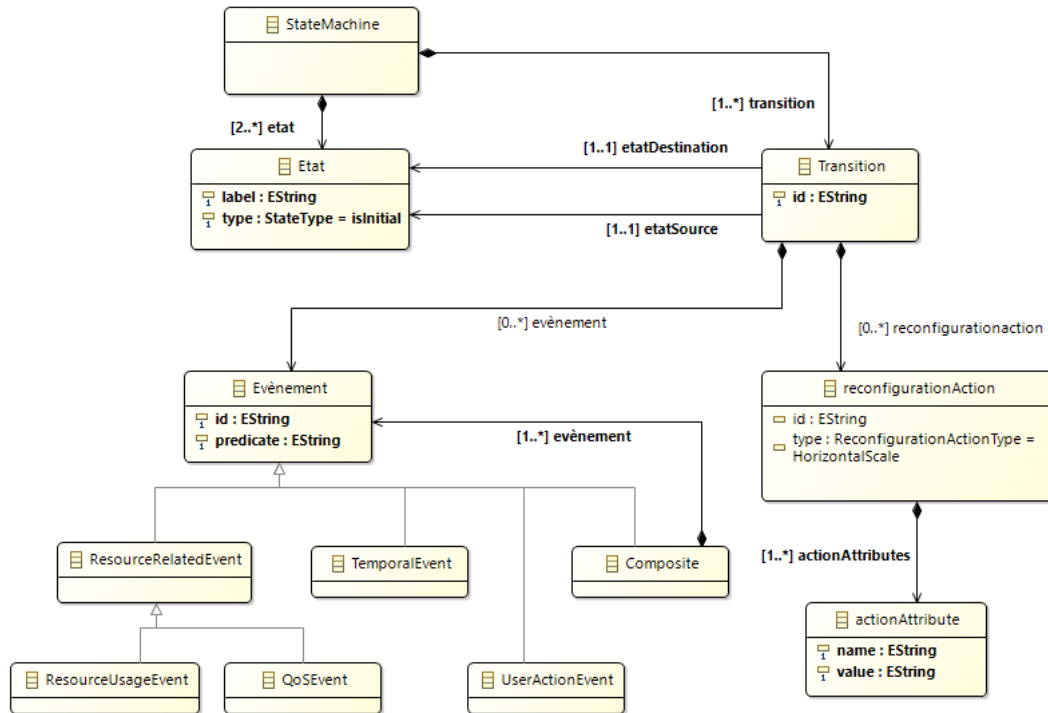 StateMachine
[1..*] transition
[2..*] etat
Etat
label : EString
type : StateType = isInitial
[1..1] etatDestination
[1..1] etatSource
Transition
id : EString
[0..*] evènement
[0..*] reconfigurationaction
Evènement
id : EString
predicate : EString
[1..*] evènement
reconfigurationAction
id : EString
type : ReconfigurationActionType =
HorizontalScale
ResourceRelatedEvent
TemporalEvent
Composite
[1..*] actionAttributes
actionAttribute
name : EString
value : EString
ResourceUsageEvent
QoSEvent
UserActionEvent